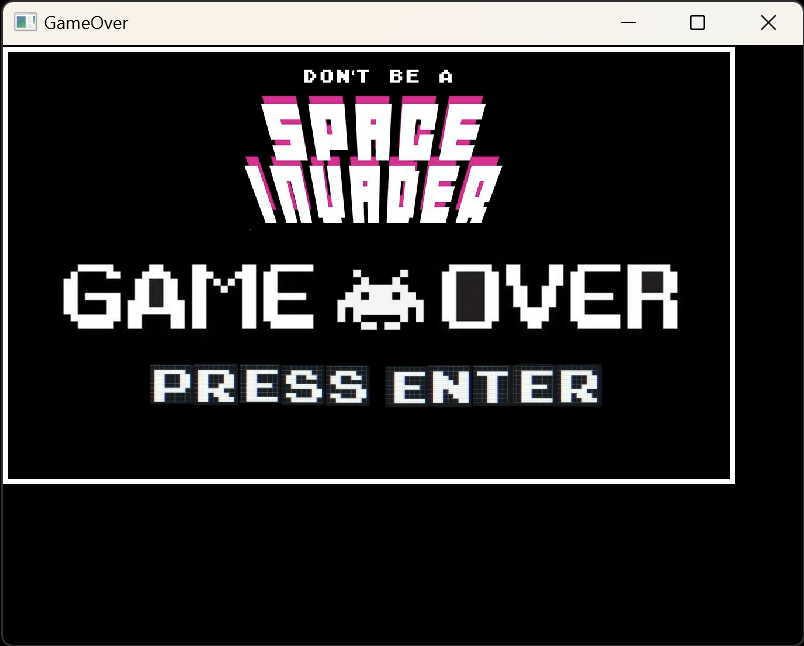 GameOver
DON'T BE A
SPACE
INVADER
GAME OVER
PRESS ENTER